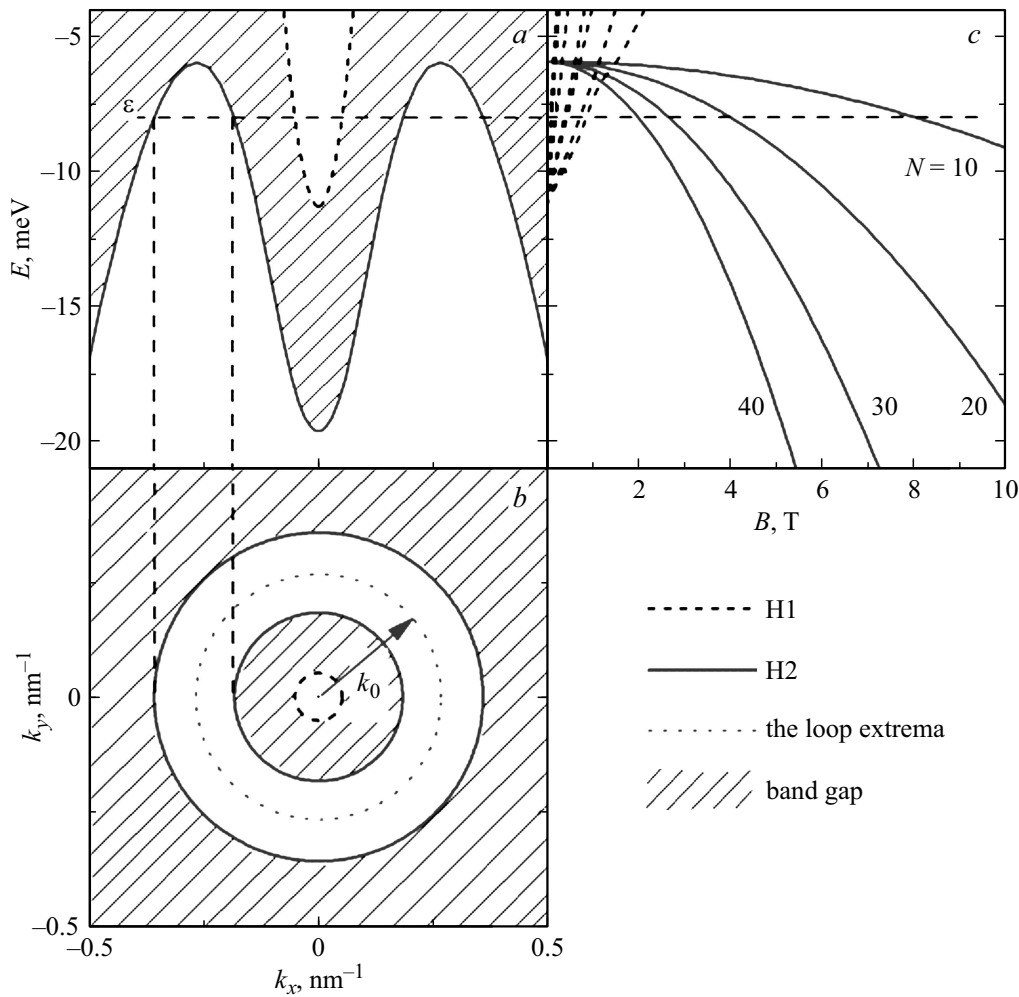 a
c
−5
ε
−10
N = 10
E, meV
−15
40
30
20
−20
b
2
4
6
8
10
B, T
H1
H2
k₀
0
k_y, nm⁻¹
the loop extrema
band gap
−0.5
−0.5
0
0.5
k_x, nm⁻¹